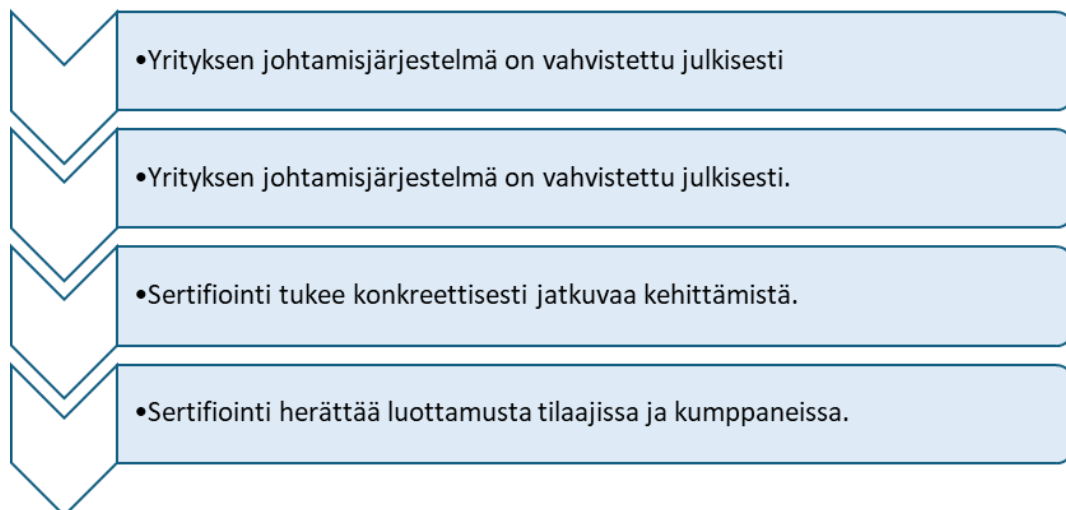 •Yrityksen johtamisjärjestelmä on vahvistettu julkisesti
•Yrityksen johtamisjärjestelmä on vahvistettu julkisesti.
•Sertifiointi tukee konkreettisesti jatkuvaa kehittämistä.
•Sertifiointi herättää luottamusta tilaajissa ja kumppaneissa.